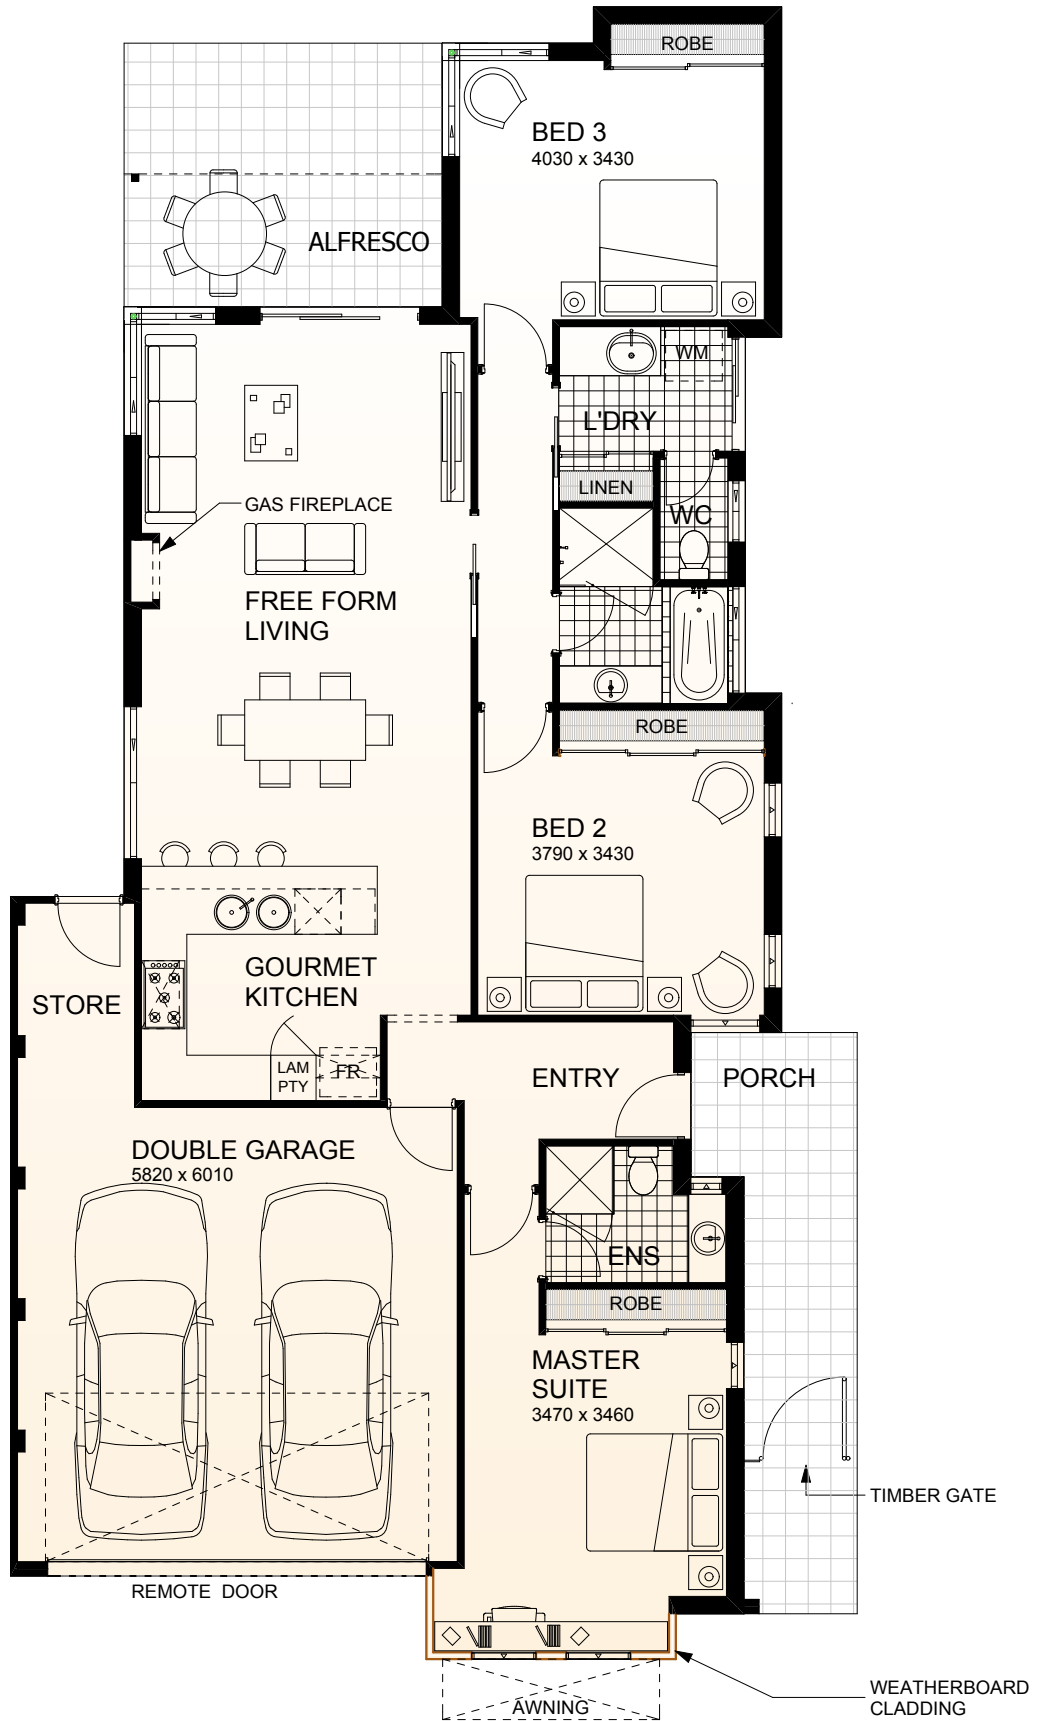 ROBE
BED 3
4030 x 3430
ALFRESCO
WM
L'DRY
LINEN
WC
GAS FIREPLACE
FREE FORM
LIVING
ROBE
BED 2
3790 x 3430
GOURMET
KITCHEN
STORE
LAM
PTY
FR
ENTRY
PORCH
DOUBLE GARAGE
5820 x 6010
ENS
ROBE
MASTER
SUITE
3470 x 3460
TIMBER GATE
REMOTE DOOR
WEATHERBOARD
CLADDING
AWNING